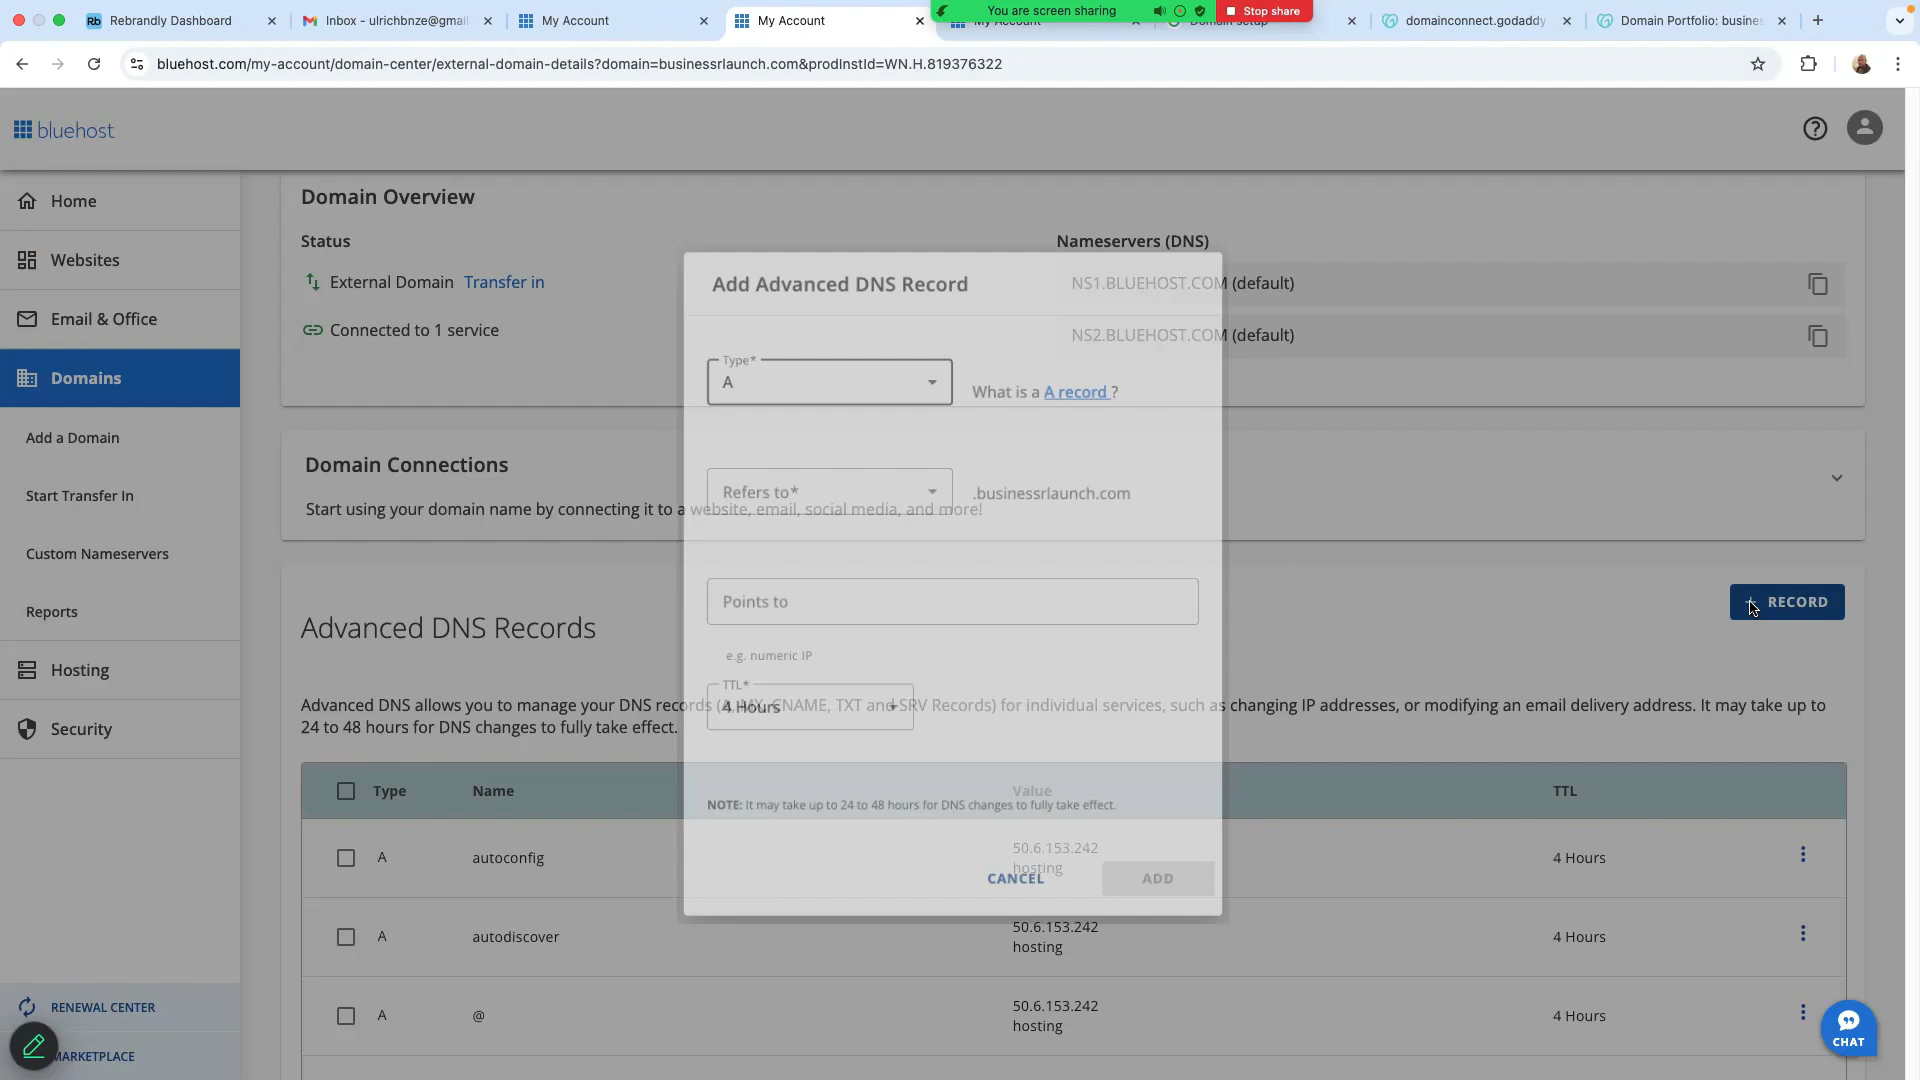 Rebrandly Dashboard
Inbox - ulrichbnze@gmai
My Account
My Account
My Account
Domain setup
domainconnect.godaddy
Domain Portfolio: busines
You are screen sharing
Stop share
bluehost.com/my-account/domain-center/external-domain-details?domain=businessrlaunch.com&prodInstId=WN.H.819376322
bluehost
Home
Websites
Email & Office
Domains
Add a Domain
Start Transfer In
Custom Nameservers
Reports
Hosting
Security
RENEWAL CENTER
MARKETPLACE
Domain Overview
Status
Nameservers (DNS)
External Domain Transfer in
NS1.BLUEHOST.COM (default)
Connected to 1 service
NS2.BLUEHOST.COM (default)
Domain Connections
Start using your domain name by connecting it to a website, email, social media, and more!
Advanced DNS Records
+ RECORD
Advanced DNS allows you to manage your DNS records (A, MX, CNAME, TXT and SRV Records) for individual services, such as changing IP addresses, or modifying an email delivery address. It may take up to
24 to 48 hours for DNS changes to fully take effect.
Type Name Value TTL
A autoconfig 50.6.153.242 4 Hours
hosting
A autodiscover 50.6.153.242 4 Hours
hosting
A @ 50.6.153.242 4 Hours
hosting
Add Advanced DNS Record
Type*
A
What is a A record ?
Refers to*
.businessrlaunch.com
Points to
e.g. numeric IP
TTL*
4 Hours
NOTE: It may take up to 24 to 48 hours for DNS changes to fully take effect.
CANCEL
ADD
CHAT